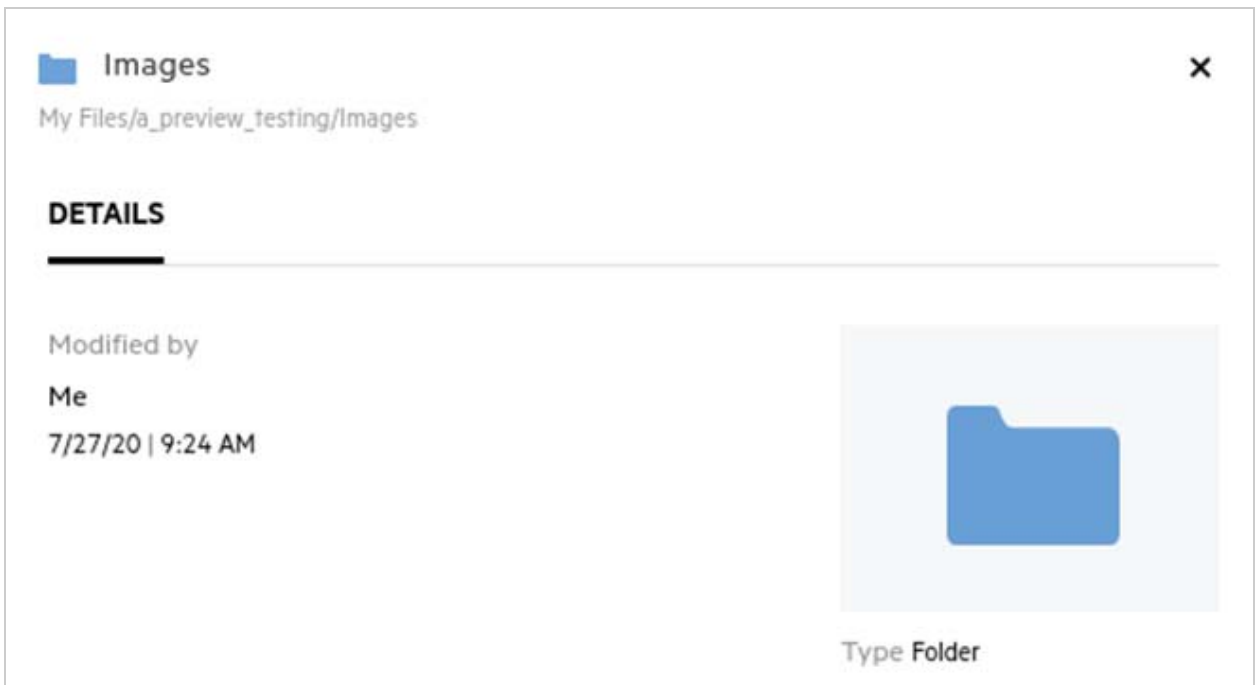 Images
My Files/a_preview_testing/Images
DETAILS
Modified by
Me
7/27/20 | 9:24 AM
Type Folder